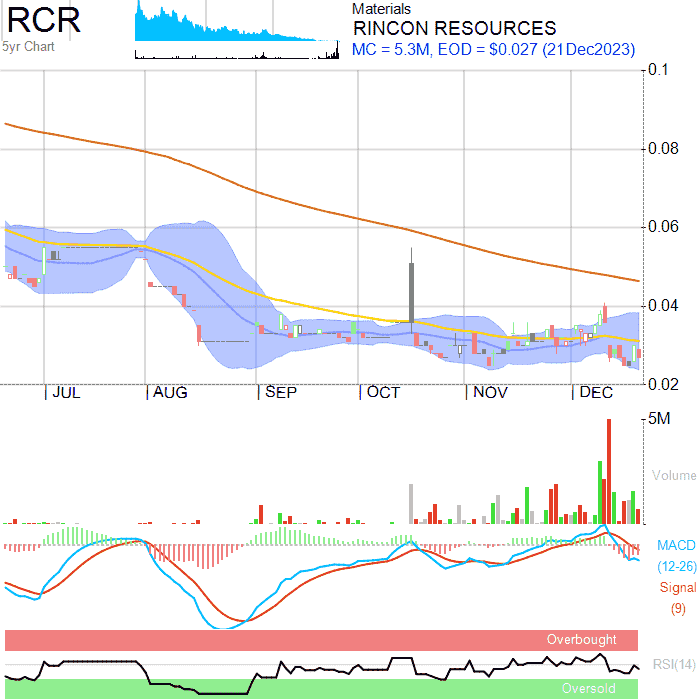 RCR
5yr Chart
Materials
RINCON RESOURCES
MC = 5.3M, EOD = $0.027 (21Dec2023)
0.1
0.08
0.06
0.04
0.02
JUL AUG SEP OCT NOV DEC
5M
Volume
MACD
(12-26)
Signal
(9)
Overbought
RSI(14)
Oversold